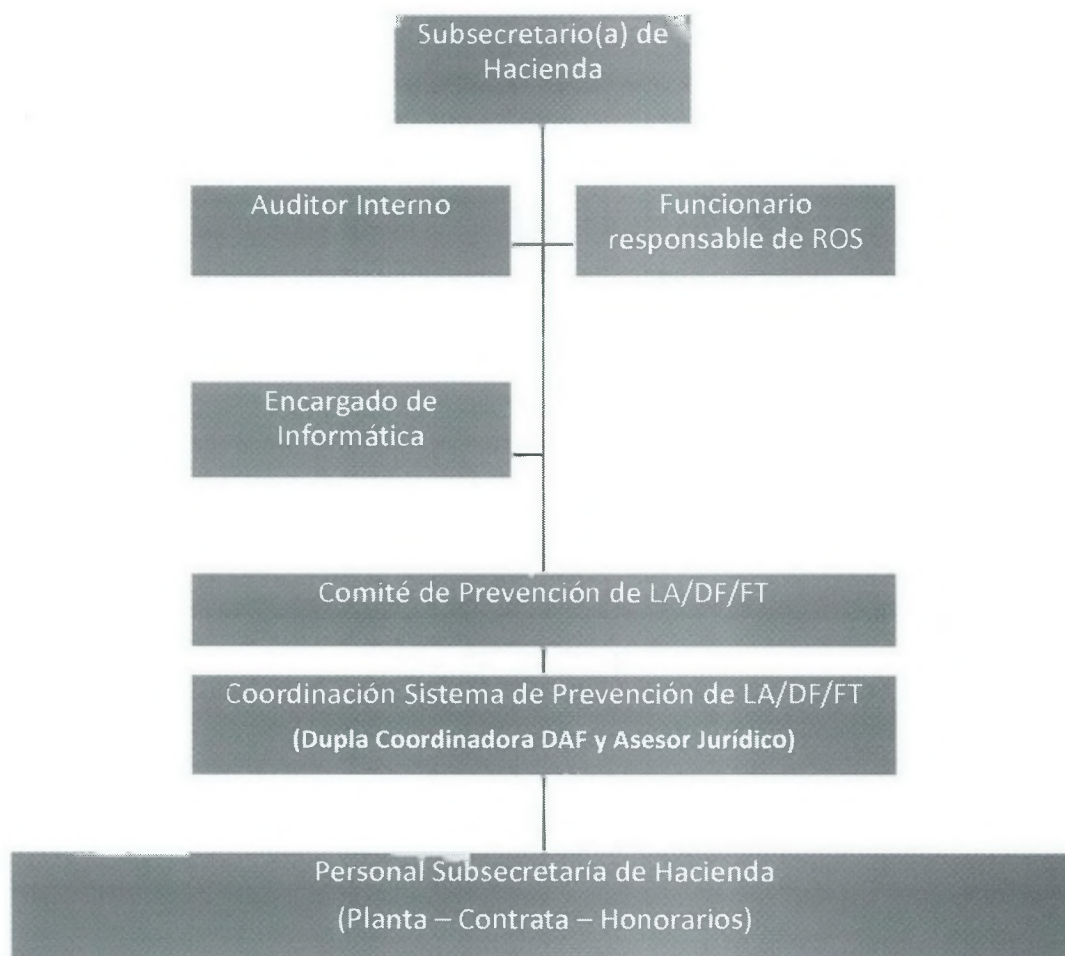 Subsecretario(a) de
Hacienda
Auditor Interno
Funcionario
responsable de ROS
Encargado de
Informática
Comité de Prevención de LA/DF/FT
Coordinación Sistema de Prevención de LA/DF/FT
(Dupla Coordinadora DAF y Asesor Jurídico)
Personal Subsecretaría de Hacienda
(Planta – Contrata – Honorarios)